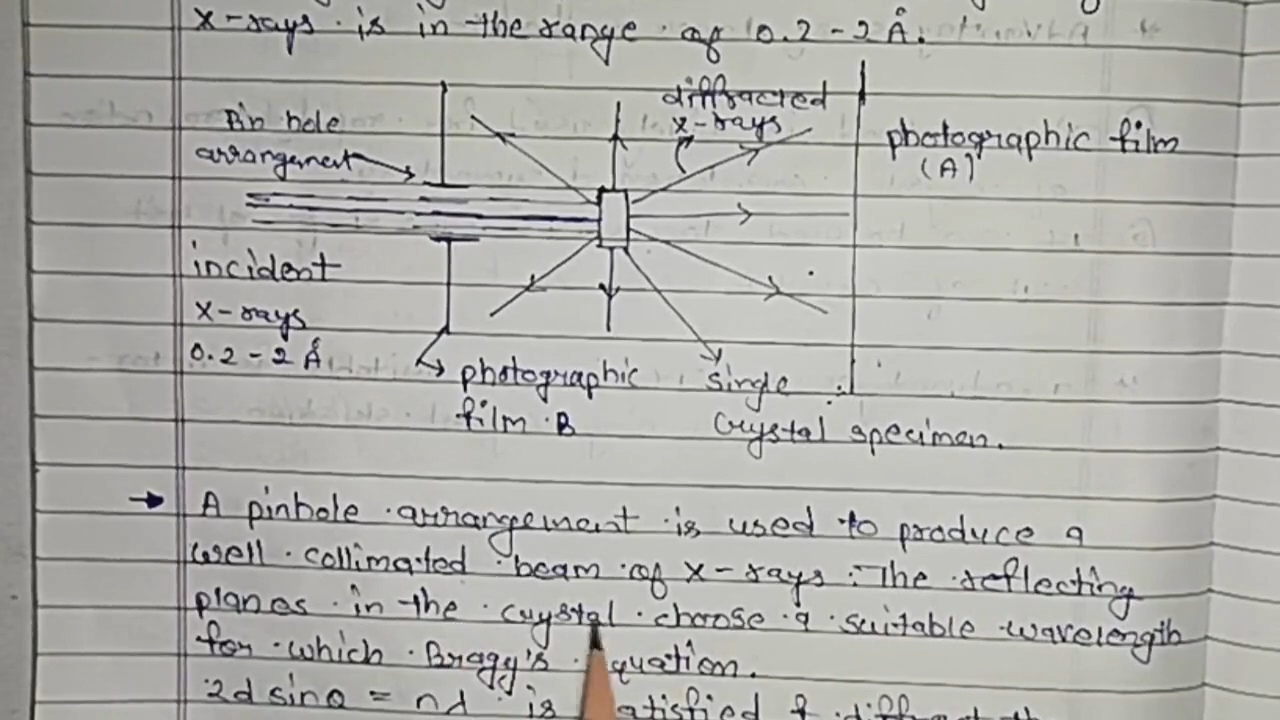 x-rays is in the range of 0.2 - 2 Å.
diffracted
x-rays
Pin hole
arrangement
photographic film
(A)
incident
x-rays
0.2 - 2 Å
photographic
film B
single
crystal specimen.
→ A pinhole arrangement is used to produce a
well collimated beam of x-rays. The reflecting
planes in the crystal choose a suitable wavelength
for which Bragg's
2d sinθ = nλ is